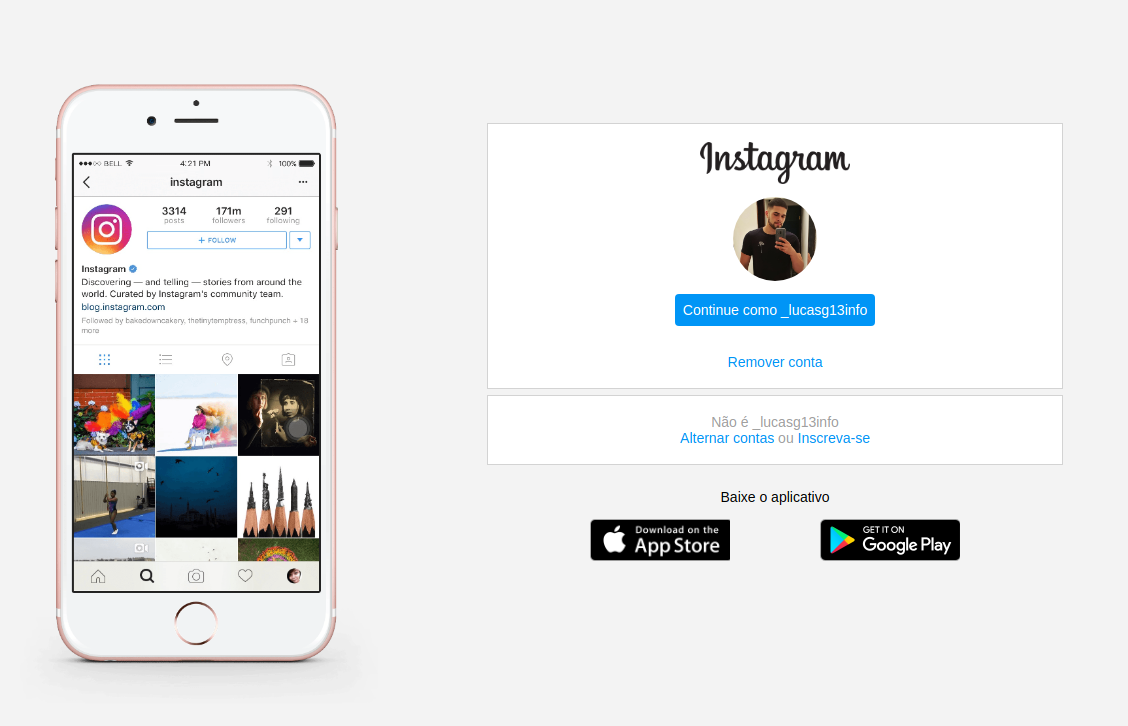 BELL
4:21 PM
100%
instagram
3314
171m
291
posts
followers
following
+ FOLLOW
Instagram
Discovering — and telling — stories from around the
world. Curated by Instagram's community team.
blog.instagram.com
Followed by bakedowncakery, thetinytemptress, funchpunch + 18
more
Instagram
Continue como _lucasg13info
Remover conta
Não é _lucasg13info
Alternar contas ou Inscreva-se
Baixe o aplicativo
Download on the
App Store
GET IT ON
Google Play